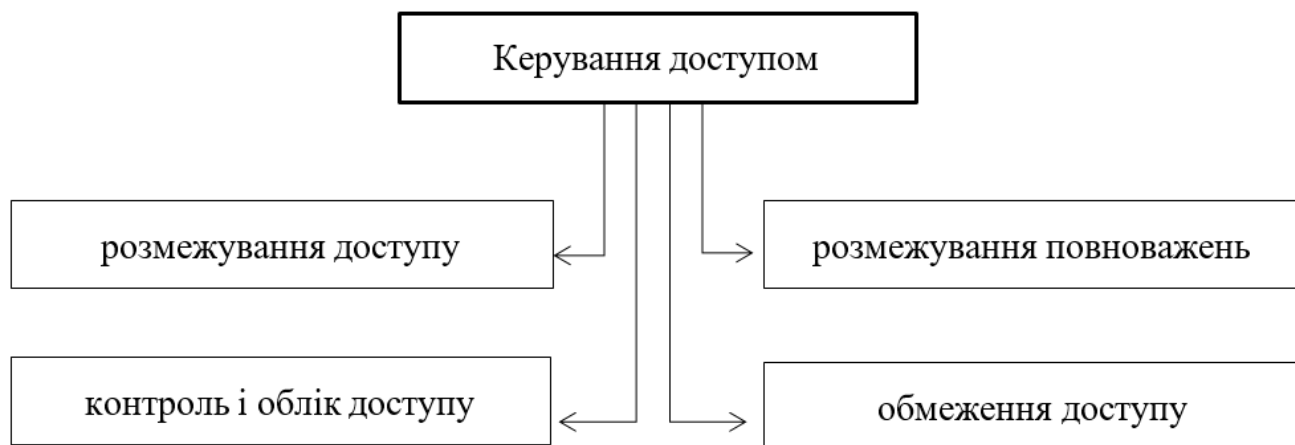 Керування доступом
розмежування доступу
розмежування повноважень
контроль і облік доступу
обмеження доступу